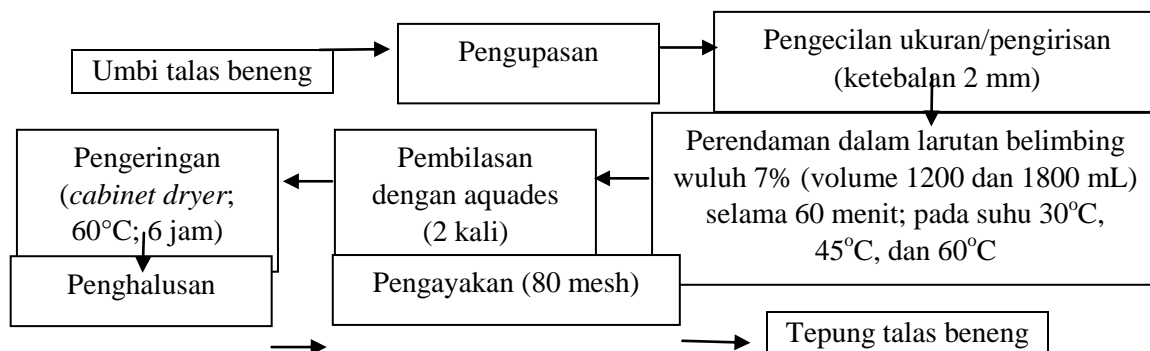 Umbi talas beneng
Pengupasan
Pengecilan ukuran/pengirisan
(ketebalan 2 mm)
Perendaman dalam larutan belimbing
wuluh 7% (volume 1200 dan 1800 mL)
selama 60 menit; pada suhu 30°C,
45°C, dan 60°C
Pembilasan
dengan aquades
(2 kali)
Pengeringan
(cabinet dryer;
60°C; 6 jam)
Penghalusan
Pengayakan (80 mesh)
Tepung talas beneng